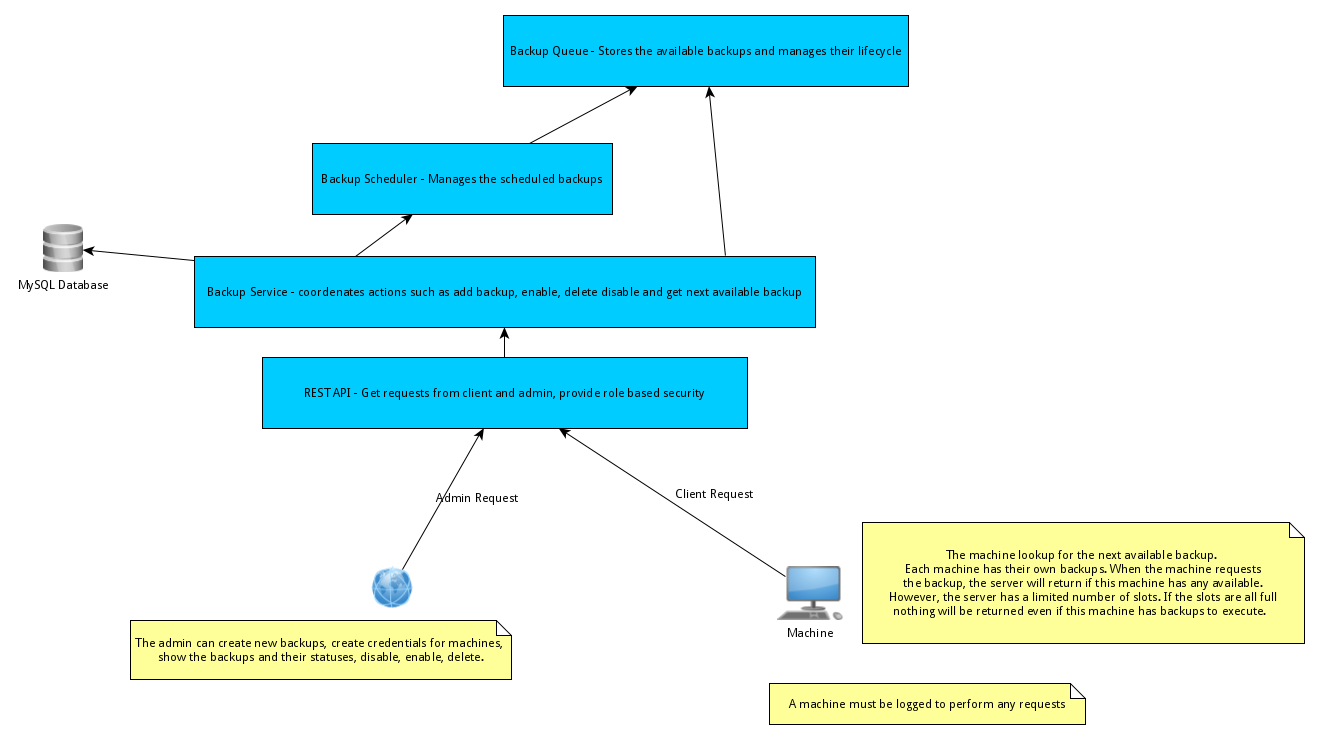 Backup Queue - Stores the available backups and manages their lifecycle
Backup Scheduler - Manages the scheduled backups
MySQL Database
Backup Service - coordenates actions such as add backup, enable, delete disable and get next available backup
REST API - Get requests from client and admin, provide role based security
Admin Request
Client Request
The machine lookup for the next available backup.
Each machine has their own backups. When the machine requests
the backup, the server will return if this machine has any available.
However, the server has a limited number of slots. If the slots are all full
nothing will be returned even if this machine has backups to execute.
Machine
The admin can create new backups, create credentials for machines,
show the backups and their statuses, disable, enable, delete.
A machine must be logged to perform any requests